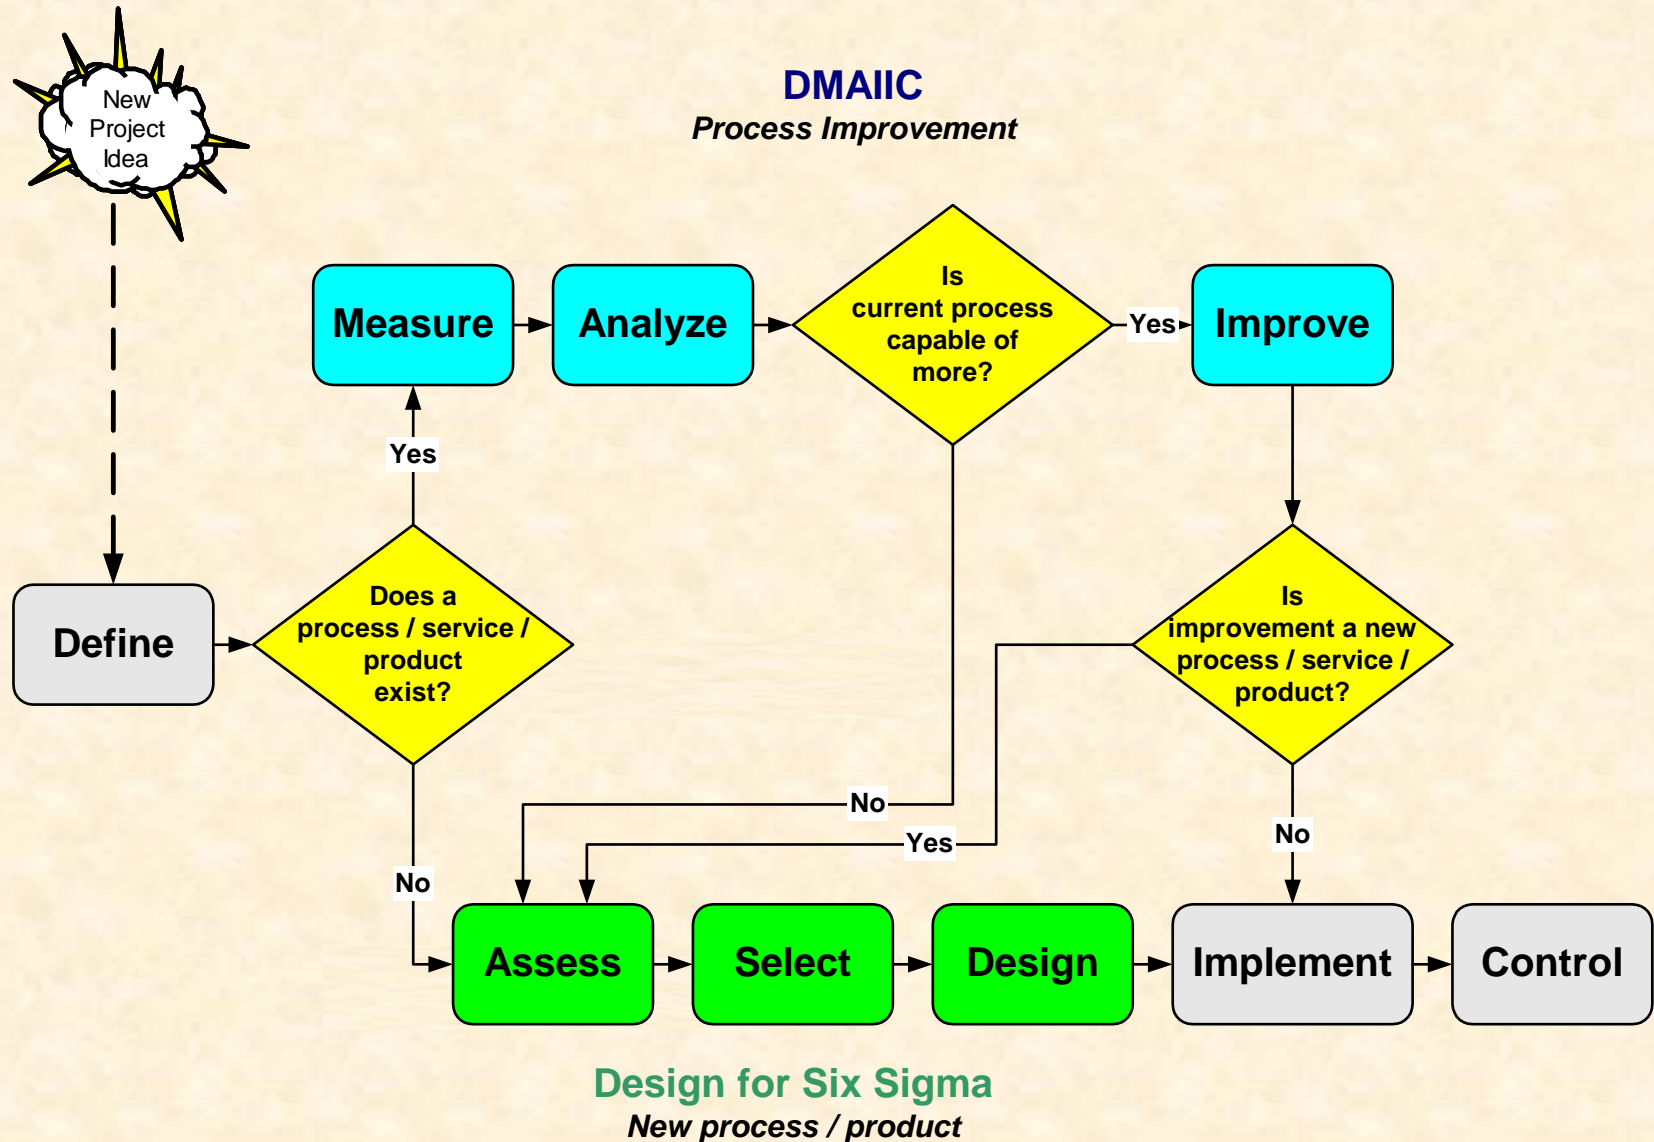 New
Project
Idea
DMAIIC
Process Improvement
Measure
Analyze
Is
current process
capable of
more?
Yes
Improve
Yes
Define
Does a
process / service /
product
exist?
Is
improvement a new
process / service /
product?
No
Yes
No
No
Assess
Select
Design
Implement
Control
Design for Six Sigma
New process / product